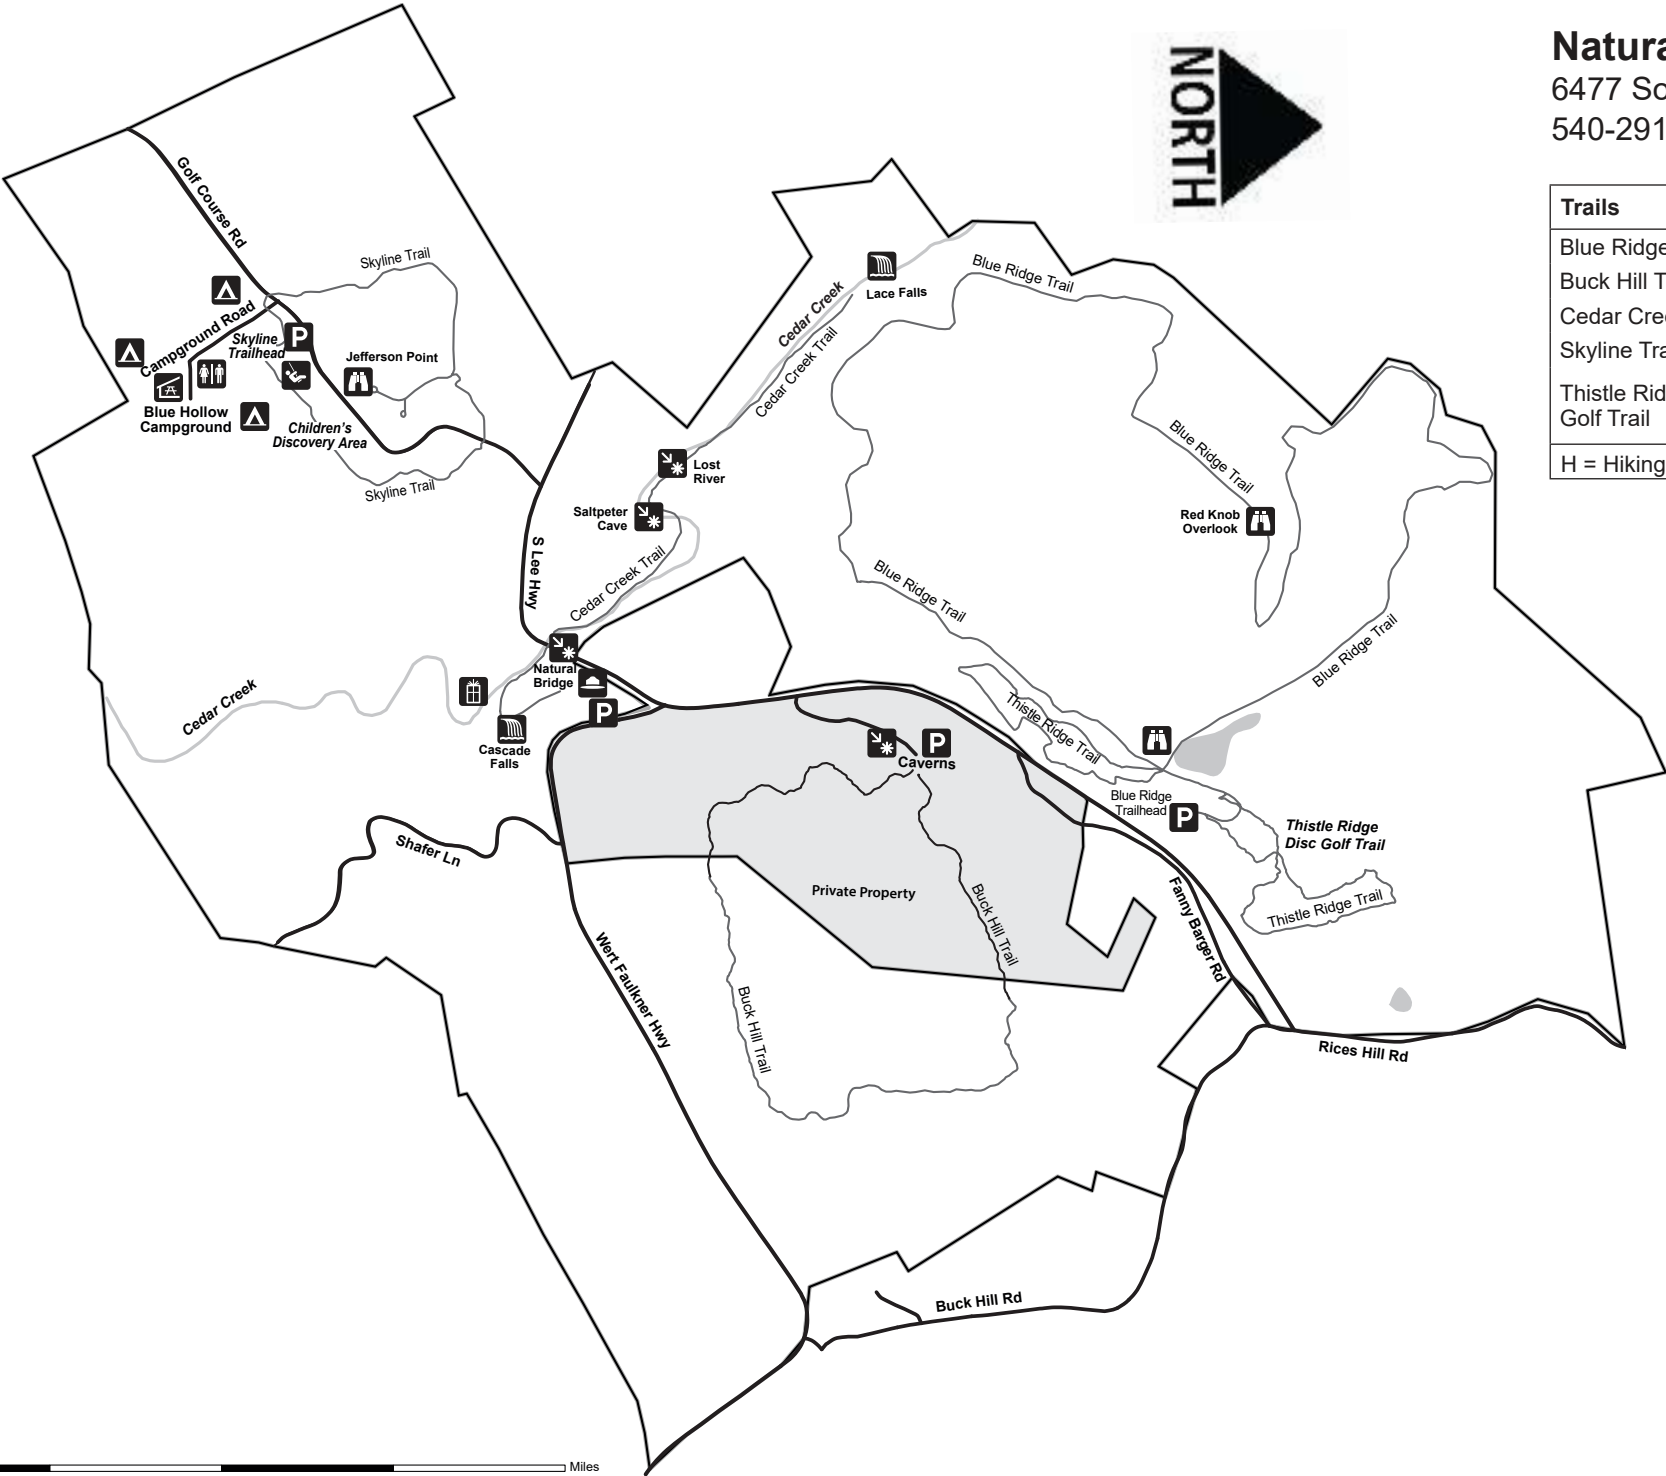 NORTH
Natura
6477 So
540-291
Trails
Blue Ridge
Buck Hill T
Cedar Cree
Skyline Tra
Thistle Rid
Golf Trail
H = Hiking
Golf Course Rd
Skyline Trail
Campground Road
Skyline
Trailhead
P
Jefferson Point
Blue Hollow
Campground
Children's
Discovery Area
Skyline Trail
Cedar Creek
Lace Falls
Cedar Creek Trail
Blue Ridge Trail
Lost
River
Saltpeter
Cave
S Lee Hwy
Cedar Creek Trail
Blue Ridge Trail
Red Knob
Overlook
Blue Ridge Trail
Blue Ridge Trail
Natural
Bridge
P
Cedar Creek
Cascade
Falls
Thistle Ridge Trail
P
Caverns
Blue Ridge
Trailhead
P
Thistle Ridge
Disc Golf Trail
Thistle Ridge Trail
Shafer Ln
Private Property
Buck Hill Trail
Fanny Barger Rd
Wert Faulkner Hwy
Buck Hill Trail
Rices Hill Rd
Buck Hill Rd
Miles